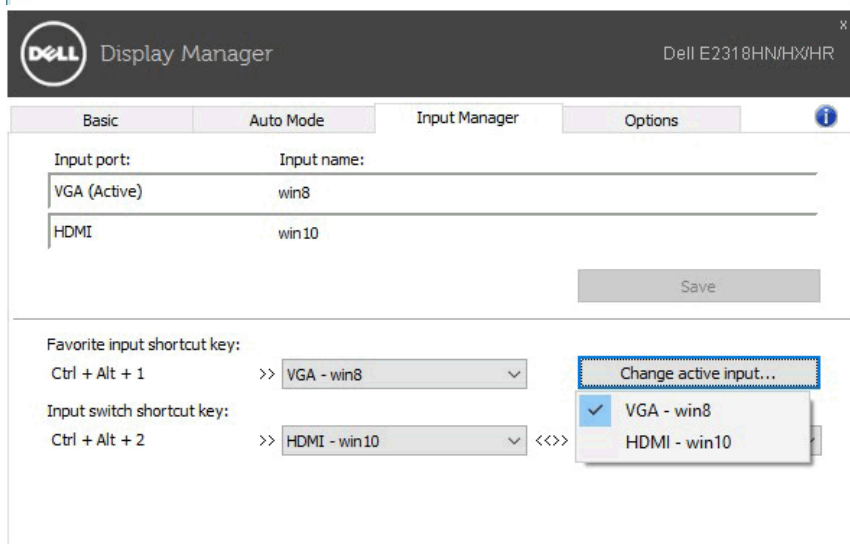 DELL Display Manager
x
Dell E2318HN/HX/HR
Basic Auto Mode Input Manager Options
Input port: Input name:
VGA (Active) win8
HDMI win10
Save
Favorite input shortcut key:
Ctrl + Alt + 1 >> VGA - win8 Change active input...
Input switch shortcut key:
VGA - win8
Ctrl + Alt + 2 >> HDMI - win10 <<>> HDMI - win10